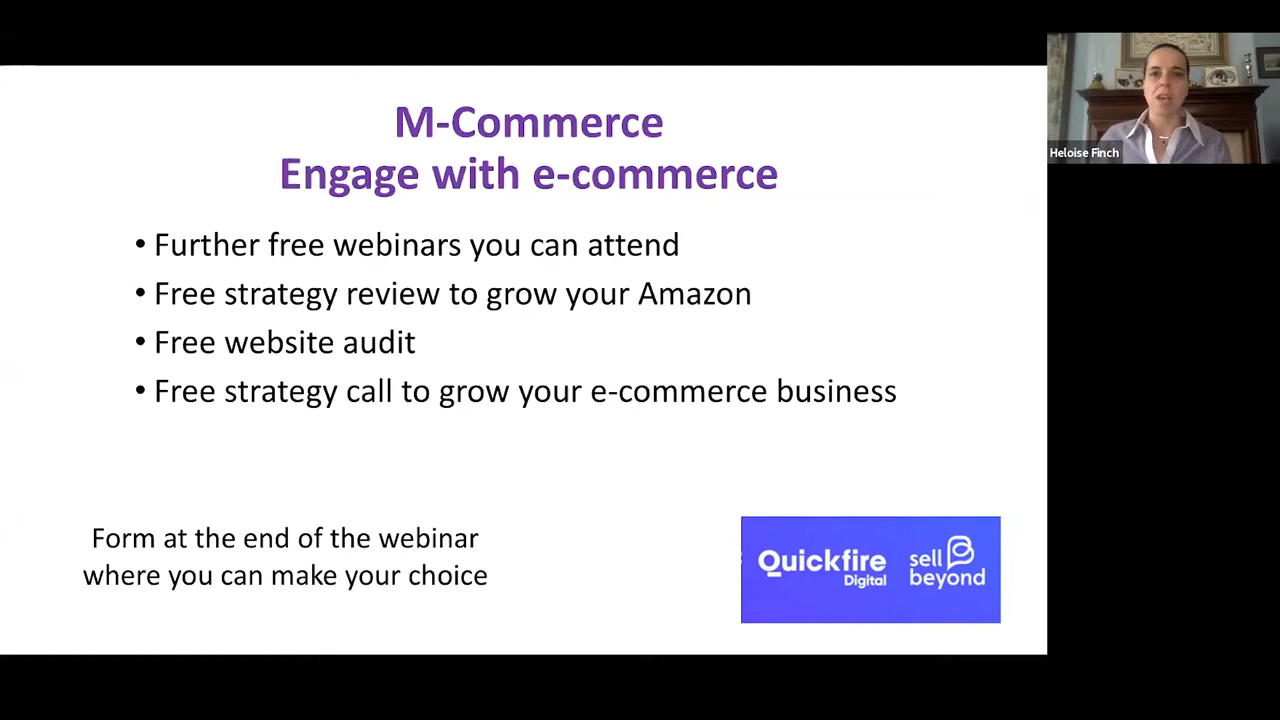 M-Commerce
Engage with e-commerce
• Further free webinars you can attend
• Free strategy review to grow your Amazon
• Free website audit
• Free strategy call to grow your e-commerce business
Form at the end of the webinar
where you can make your choice
Quickfire
Digital
sell
beyond
Heloise Finch